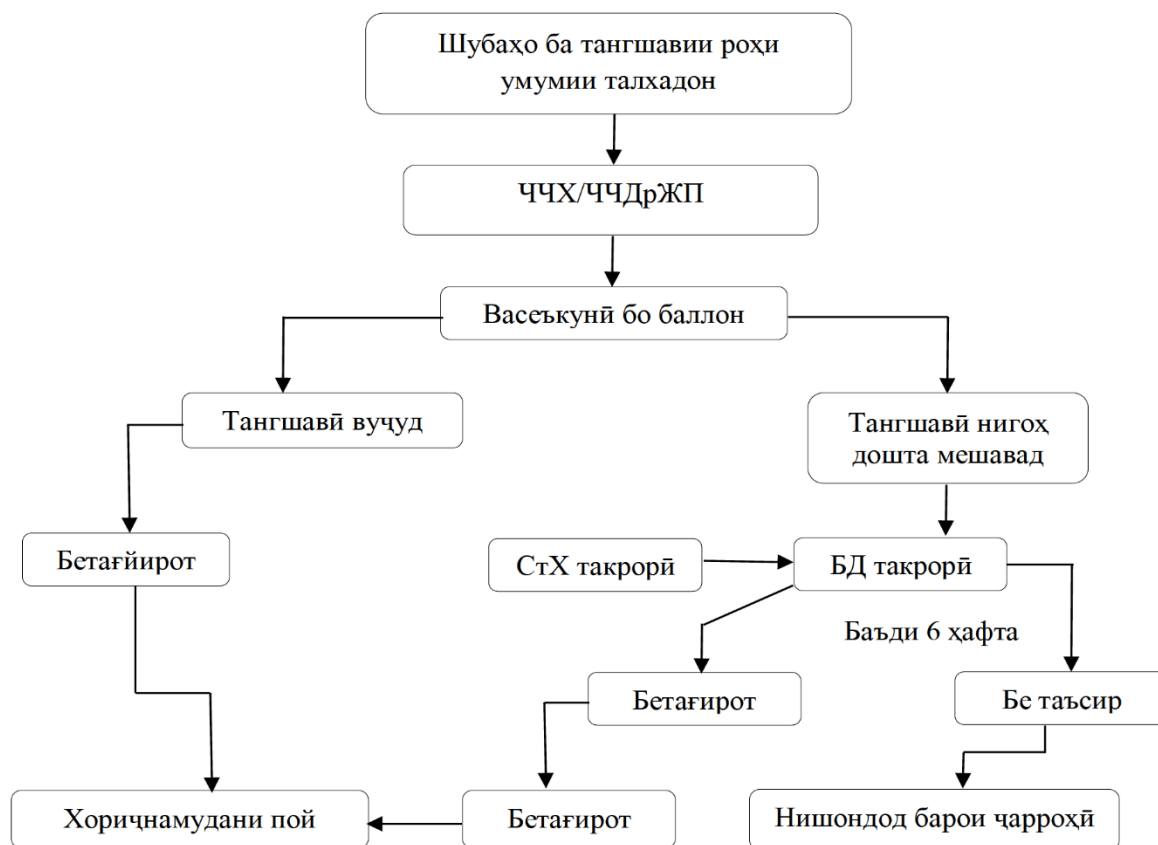 Шубаҳо ба тангшавии роҳи
умумии талхадон
ЧЧХ/ЧЧДрЖП
Васеъкунӣ бо баллон
Тангшавӣ вуҷуд
Тангшавӣ нигоҳ
дошта мешавад
Бетағйирот
СтХ такрорӣ
БД такрорӣ
Баъди 6 ҳафта
Бетағирот
Бе таъсир
Хориҷнамудани пой
Бетағирот
Нишондод барои ҷарроҳӣ